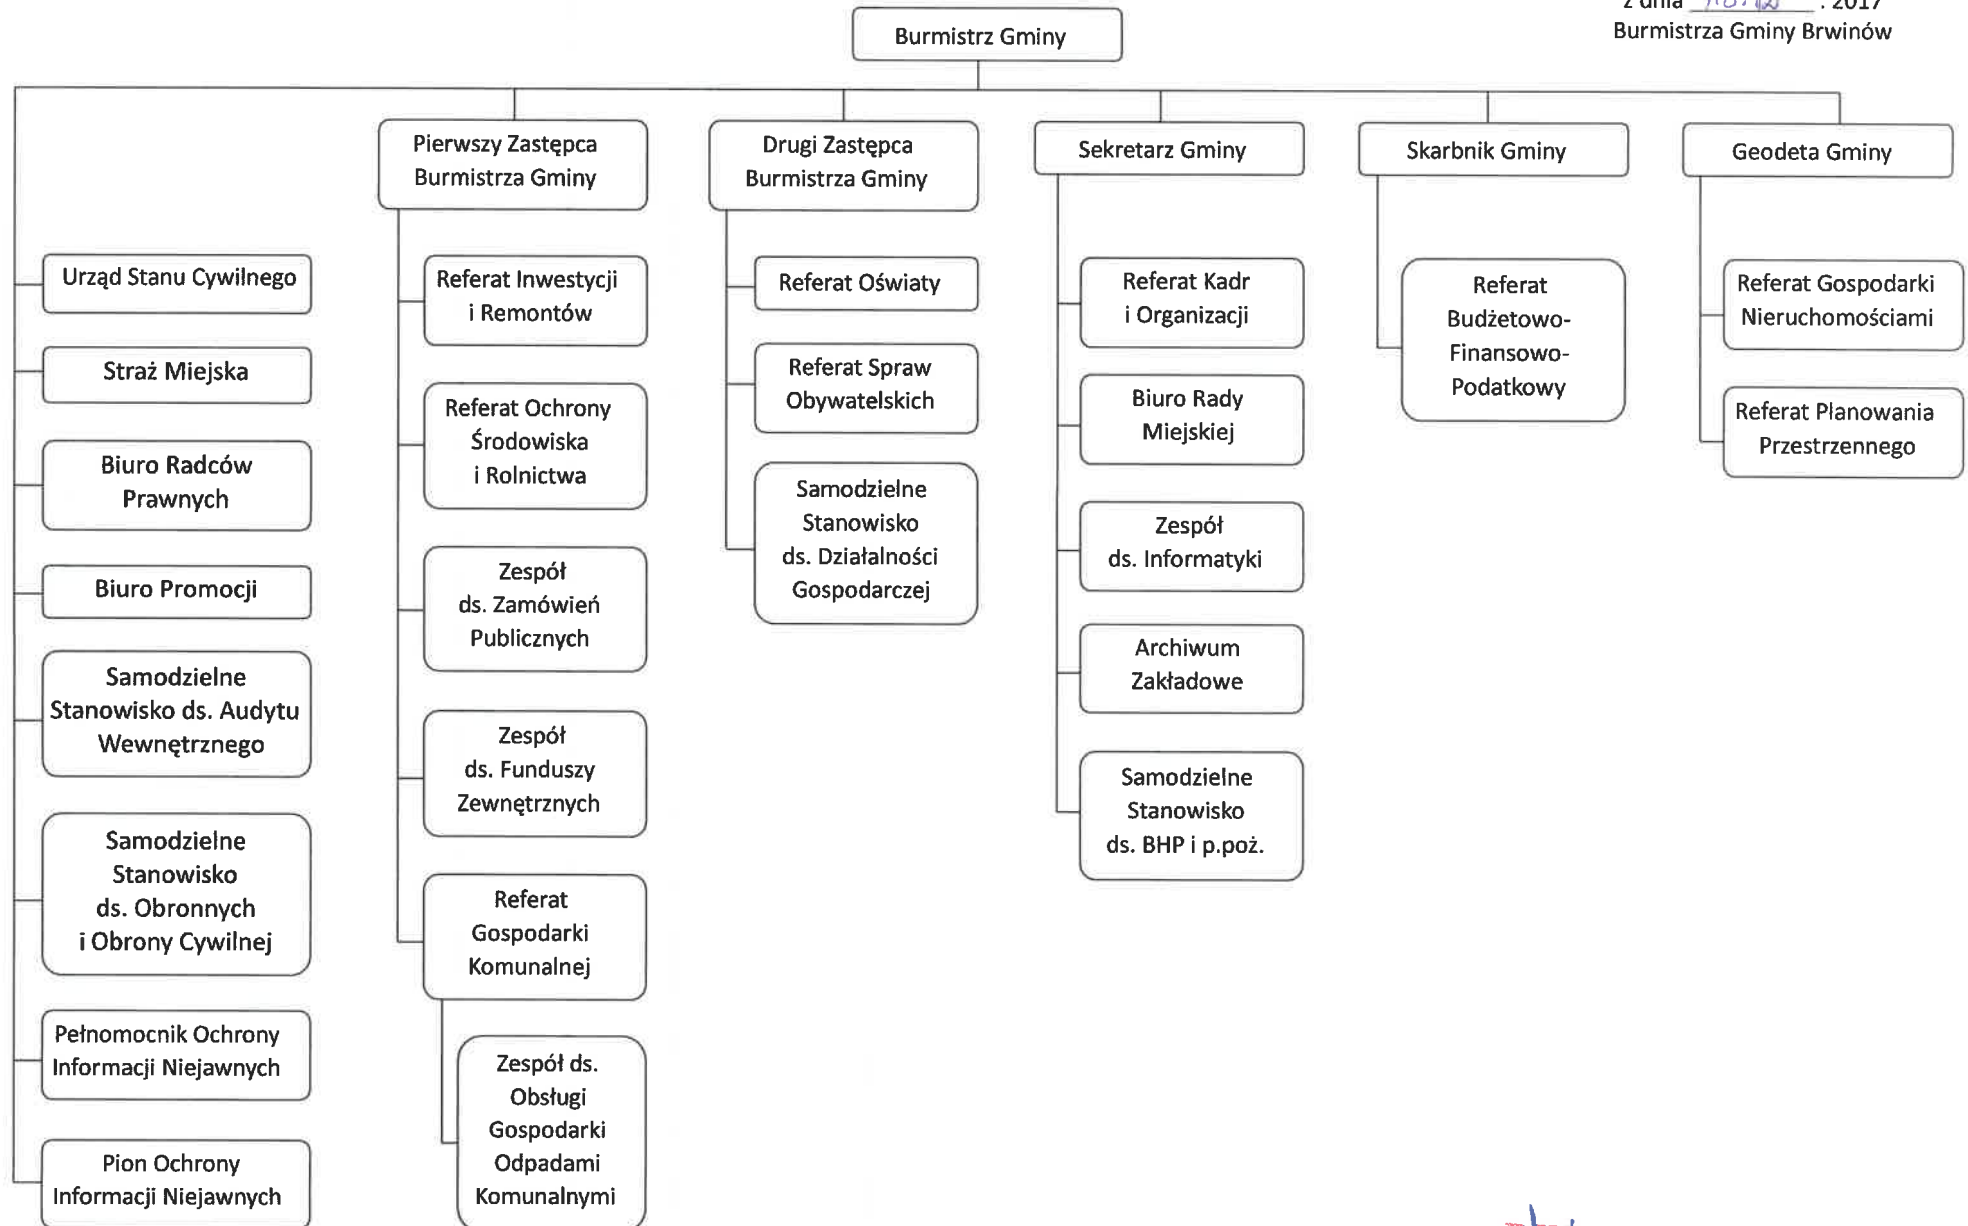 z dnia . 2017
Burmistrza Gminy Brwinów
Burmistrz Gminy
Pierwszy Zastępca
Burmistrza Gminy
Drugi Zastępca
Burmistrza Gminy
Sekretarz Gminy
Skarbnik Gminy
Geodeta Gminy
Urząd Stanu Cywilnego
Straż Miejska
Biuro Radców
Prawnych
Biuro Promocji
Samodzielne
Stanowisko ds. Audytu
Wewnętrznego
Samodzielne
Stanowisko
ds. Obronnych
i Obrony Cywilnej
Pełnomocnik Ochrony
Informacji Niejawnych
Pion Ochrony
Informacji Niejawnych
Referat Inwestycji
i Remontów
Referat Ochrony
Środowiska
i Rolnictwa
Zespół
ds. Zamówień
Publicznych
Zespół
ds. Funduszy
Zewnętrznych
Referat
Gospodarki
Komunalnej
Zespół ds.
Obsługi
Gospodarki
Odpadami
Komunalnymi
Referat Oświaty
Referat Spraw
Obywatelskich
Samodzielne
Stanowisko
ds. Działalności
Gospodarczej
Referat Kadr
i Organizacji
Biuro Rady
Miejskiej
Zespół
ds. Informatyki
Archiwum
Zakładowe
Samodzielne
Stanowisko
ds. BHP i p.poż.
Referat
Budżetowo-
Finansowo-
Podatkowy
Referat Gospodarki
Nieruchomościami
Referat Planowania
Przestrzennego